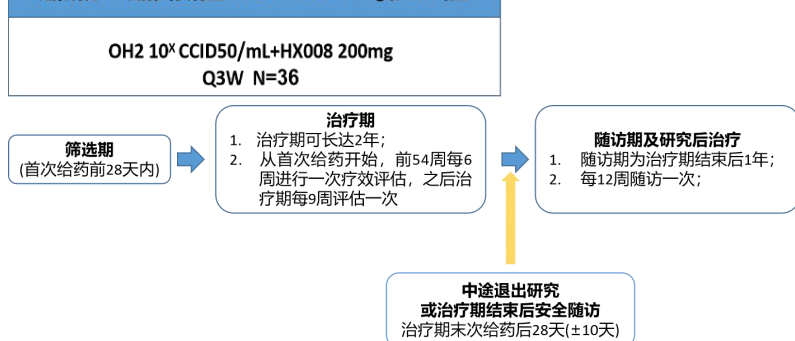 OH2 10ˣ CCID50/mL+HX008 200mg
Q3W N=36
筛选期
(首次给药前28天内)
治疗期
1. 治疗期可长达2年；
2. 从首次给药开始，前54周每6
周进行一次疗效评估，之后治
疗期每9周评估一次
随访期及研究后治疗
1. 随访期为治疗期结束后1年；
2. 每12周随访一次；
中途退出研究
或治疗期结束后安全随访
治疗期末次给药后28天(±10天)